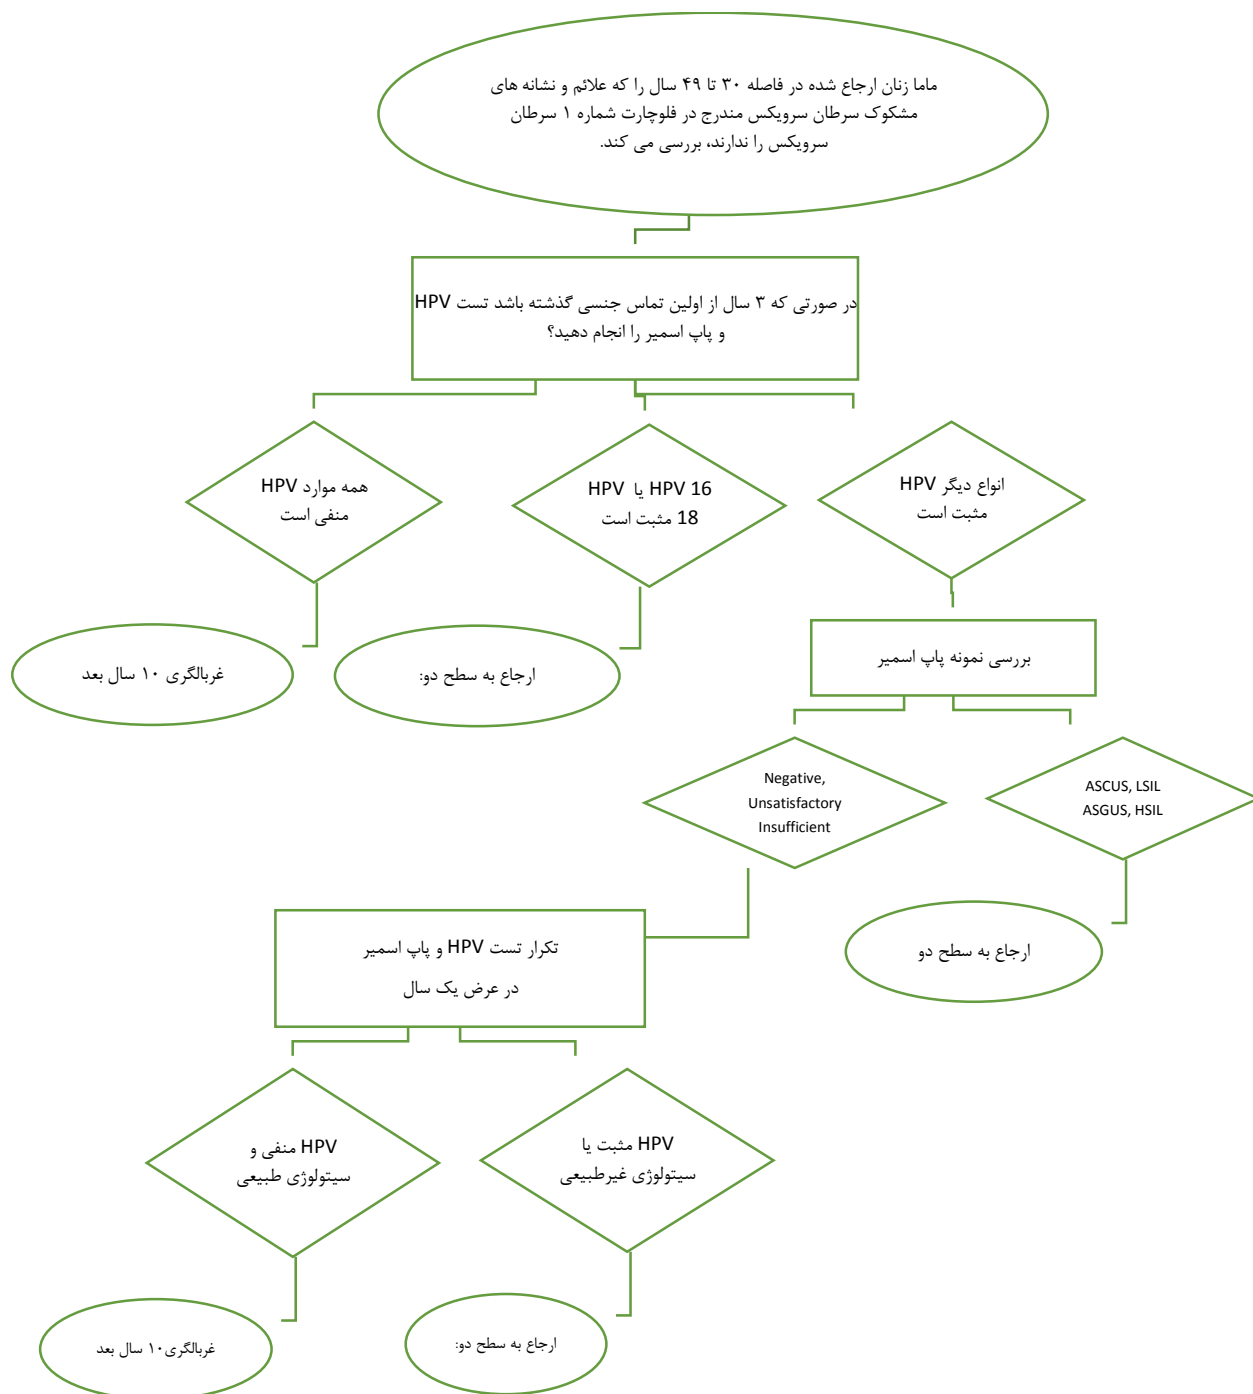 ماما زنان ارجاع شده در فاصله ۳۰ تا ۴۹ سال را که علائم و نشانه های
مشکوک سرطان سرویکس مندرج در فلوچارت شماره ۱ سرطان
سرویکس را ندارند، بررسی می کند.
در صورتی که ۳ سال از اولین تماس جنسی گذشته باشد تست HPV
و پاپ اسمیر را انجام دهید؟
انواع دیگر HPV
مثبت است
HPV 16 یا HPV
18 مثبت است
همه موارد HPV
منفی است
بررسی نمونه پاپ اسمیر
ارجاع به سطح دو:
غربالگری ۱۰ سال بعد
ASCUS, LSIL
ASGUS, HSIL
Negative,
Unsatisfactory
Insufficient
ارجاع به سطح دو
تکرار تست HPV و پاپ اسمیر
در عرض یک سال
HPV مثبت یا
سیتولوژی غیرطبیعی
HPV منفی و
سیتولوژی طبیعی
ارجاع به سطح دو:
غربالگری۱۰ سال بعد